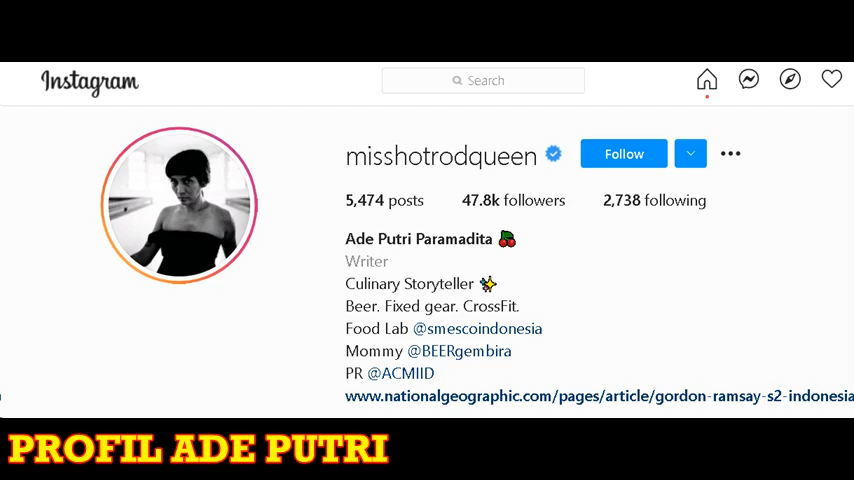 Instagram
Search
misshotrodqueen
Follow
5,474 posts 47.8k followers 2,738 following
Ade Putri Paramadita 🍒
Writer
Culinary Storyteller ✨
Beer. Fixed gear. CrossFit.
Food Lab @smescoindonesia
Mommy @BEERgembira
PR @ACMIID
www.nationalgeographic.com/pages/article/gordon-ramsay-s2-indonesia
PROFIL ADE PUTRI